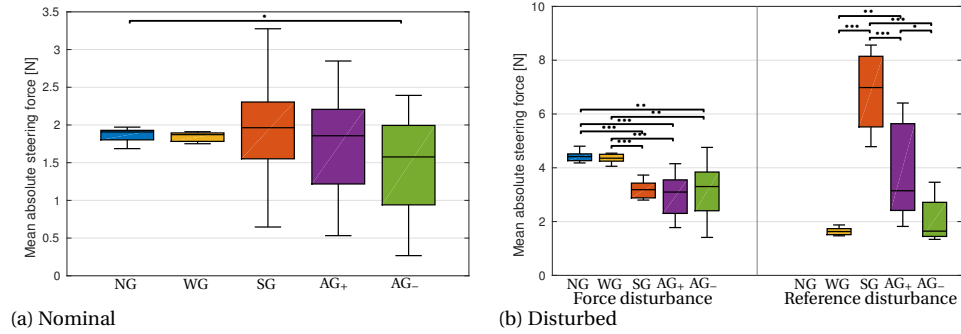 Mean absolute steering force [N]
3.5
3
2.5
2
1.5
1
0.5
0
•
NG WG SG AG+ AG−
(a) Nominal
Mean absolute steering force [N]
10
8
6
4
2
0
•• ••• ••• ••• •
•• •• ••• ••• ••• •••
NG WG SG AG+ AG− WG SG AG+ AG−
Force disturbance Reference disturbance
(b) Disturbed